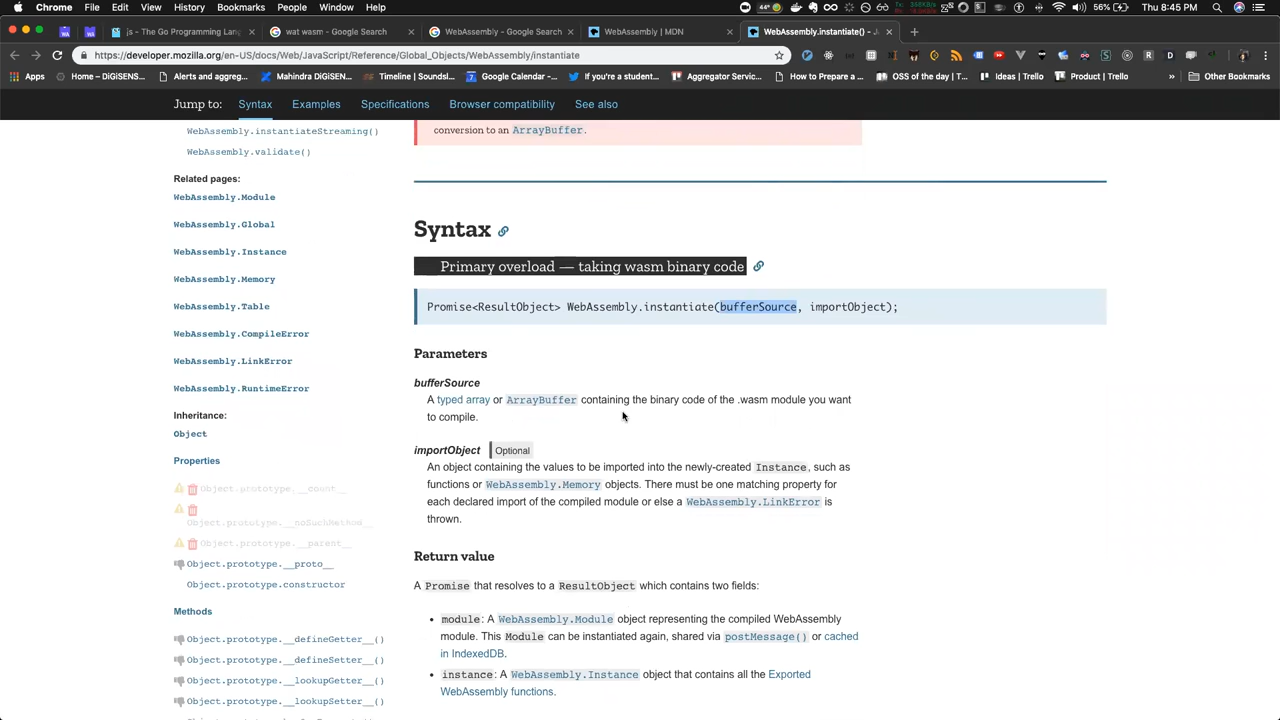 Chrome File Edit View History Bookmarks People Window Help
44° Thu 8:45 PM
js - The Go Programming Lang
wat wasm - Google Search
WebAssembly - Google Search
WebAssembly | MDN
WebAssembly.instantiate() - Ja
https://developer.mozilla.org/en-US/docs/Web/JavaScript/Reference/Global_Objects/WebAssembly/instantiate
Apps
Home – DiGiSENS...
Alerts and aggreg...
Mahindra DiGiSEN...
Timeline | Soundsl...
Google Calendar -...
If you're a student...
Aggregator Servic...
How to Prepare a ...
OSS of the day | T...
Ideas | Trello
Product | Trello
»
Other Bookmarks
Jump to: Syntax Examples Specifications Browser compatibility See also
WebAssembly.instantiateStreaming()
WebAssembly.validate()
Related pages:
WebAssembly.Module
WebAssembly.Global
WebAssembly.Instance
WebAssembly.Memory
WebAssembly.Table
WebAssembly.CompileError
WebAssembly.LinkError
WebAssembly.RuntimeError
Inheritance:
Object
Properties
Object.prototype.__count__
Object.prototype.__noSuchMethod__
Object.prototype.__parent__
Object.prototype.__proto__
Object.prototype.constructor
Methods
Object.prototype.__defineGetter__()
Object.prototype.__defineSetter__()
Object.prototype.__lookupGetter__()
Object.prototype.__lookupSetter__()
conversion to an ArrayBuffer.
Syntax
Primary overload — taking wasm binary code
Promise<ResultObject> WebAssembly.instantiate(bufferSource, importObject);
Parameters
bufferSource
A typed array or ArrayBuffer containing the binary code of the .wasm module you want
to compile.
importObject Optional
An object containing the values to be imported into the newly-created Instance, such as
functions or WebAssembly.Memory objects. There must be one matching property for
each declared import of the compiled module or else a WebAssembly.LinkError is
thrown.
Return value
A Promise that resolves to a ResultObject which contains two fields:
• module: A WebAssembly.Module object representing the compiled WebAssembly
module. This Module can be instantiated again, shared via postMessage() or cached
in IndexedDB.
• instance: A WebAssembly.Instance object that contains all the Exported
WebAssembly functions.